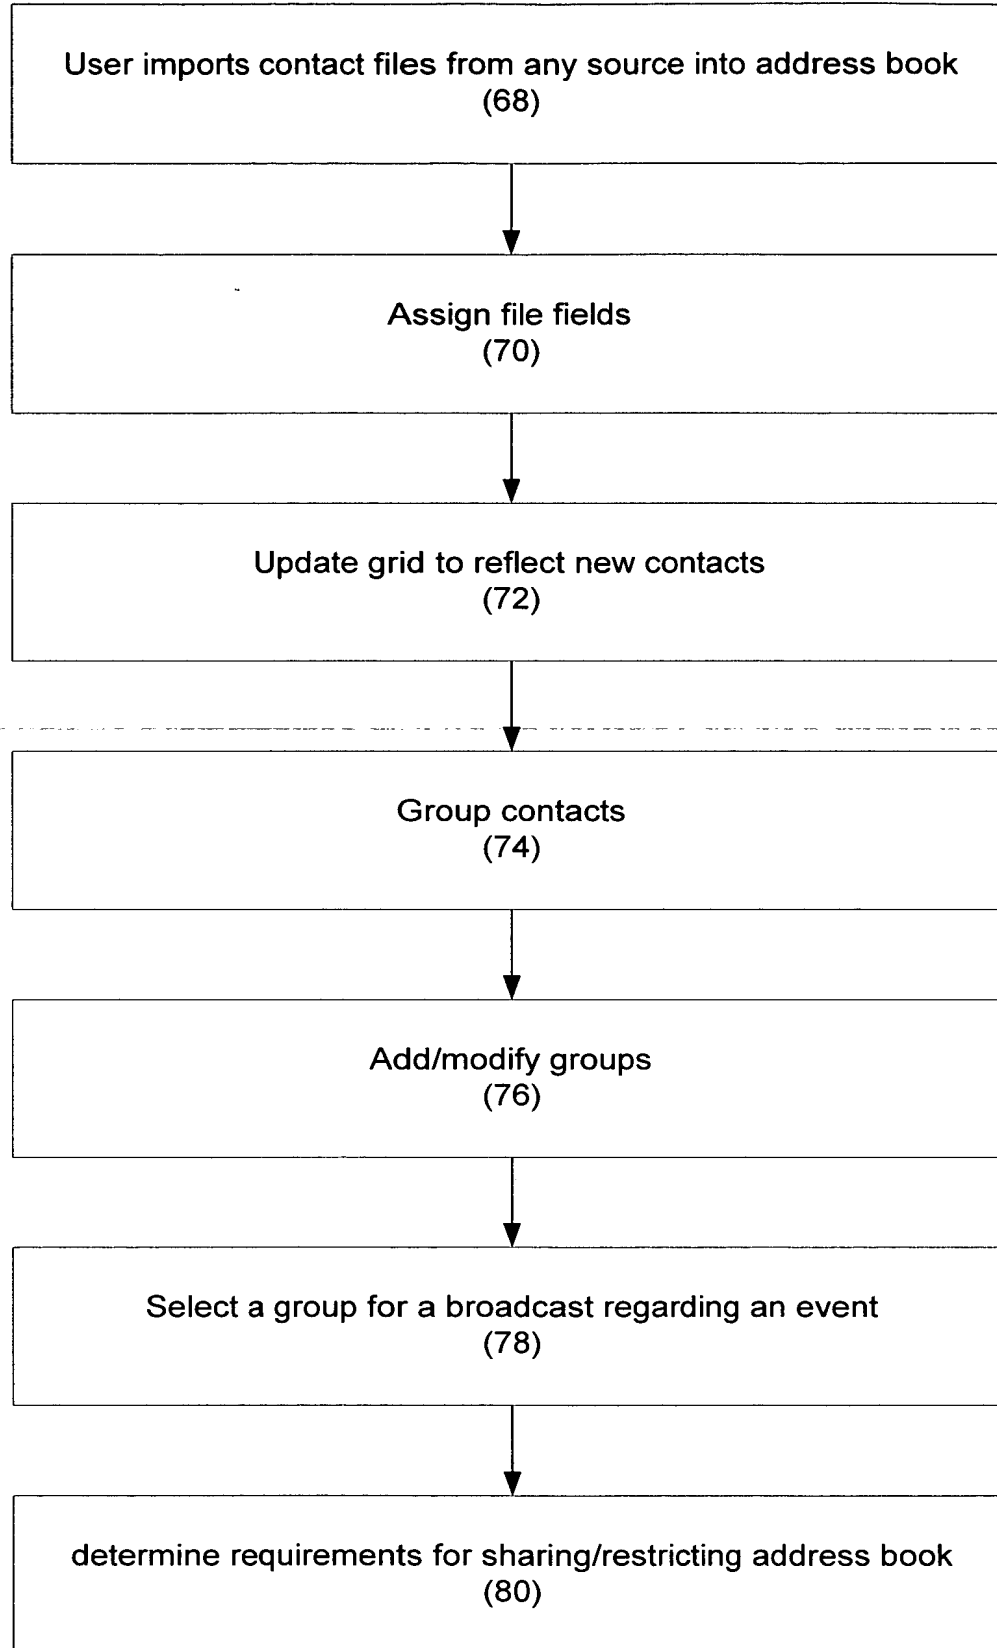 User imports contact files from any source into address book
(68)
Assign file fields
(70)
Update grid to reflect new contacts
(72)
Group contacts
(74)
Add/modify groups
(76)
Select a group for a broadcast regarding an event
(78)
determine requirements for sharing/restricting address book
(80)